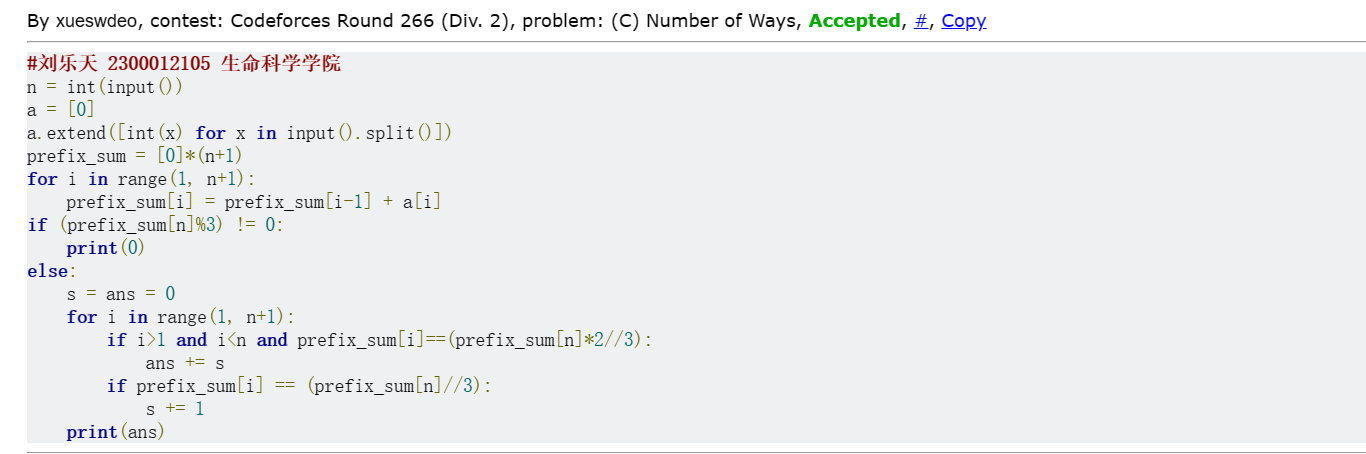 By xueswdeo, contest: Codeforces Round 266 (Div. 2), problem: (C) Number of Ways, Accepted, #, Copy
#刘乐天 2300012105 生命科学学院
n = int(input())
a = [0]
a.extend([int(x) for x in input().split()])
prefix_sum = [0]*(n+1)
for i in range(1, n+1):
    prefix_sum[i] = prefix_sum[i-1] + a[i]
if (prefix_sum[n]%3) != 0:
    print(0)
else:
    s = ans = 0
    for i in range(1, n+1):
        if i>1 and i<n and prefix_sum[i]==(prefix_sum[n]*2//3):
            ans += s
        if prefix_sum[i] == (prefix_sum[n]//3):
            s += 1
    print(ans)